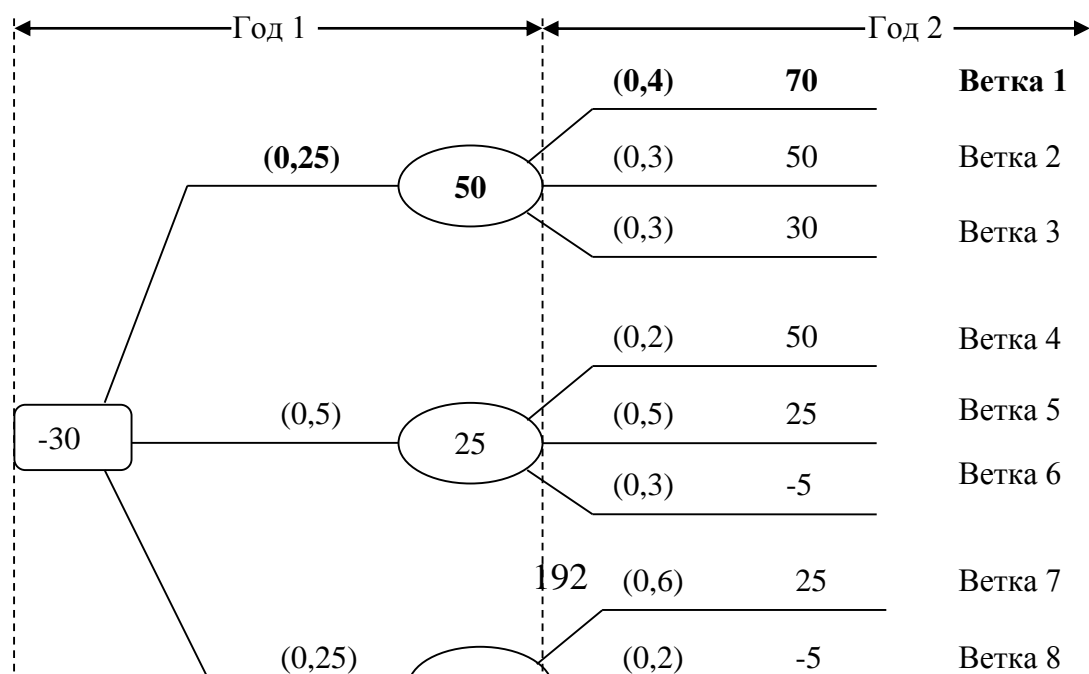 Год 1 Год 2
(0,4) 70 Ветка 1
(0,25) (0,3) 50 Ветка 2
50
(0,3) 30 Ветка 3
(0,2) 50 Ветка 4
(0,5) (0,5) 25 Ветка 5
-30 25
(0,3) -5 Ветка 6
192 (0,6) 25 Ветка 7
(0,25) (0,2) -5 Ветка 8